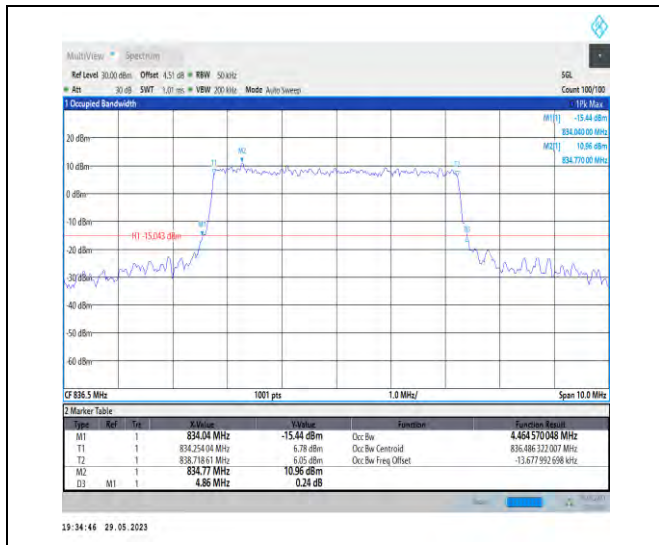 MultiView Spectrum
Ref Level 30.00 dBm Offset 4.51 dB RBW 50 kHz SGL
Att 30 dB SWT 1.01 ms VBW 200 kHz Mode Auto Sweep Count 100/100
1 Occupied Bandwidth 1Pk Max
M1[1] -15.44 dBm
834.040 00 MHz
M2[1] 10.96 dBm
834.770 00 MHz
20 dBm
M2
10 dBm
T1
0 dBm
-10 dBm
M1
H1 -15.043 dBm
-20 dBm
-30 dBm
-40 dBm
-50 dBm
-60 dBm
CF 836.5 MHz 1001 pts 1.0 MHz/ Span 10.0 MHz
2 Marker Table
Type Ref Trc X-Value Y-Value Function Function Result
M1 1 834.04 MHz -15.44 dBm Occ Bw 4.464 570 048 MHz
T1 1 834.254 04 MHz 6.78 dBm Occ Bw Centroid 836.486 322 007 MHz
T2 1 838.718 61 MHz 6.05 dBm Occ Bw Freq Offset -13.677 992 698 kHz
M2 1 834.77 MHz 10.96 dBm
D3 M1 1 4.86 MHz 0.24 dB
19:34:46 29.05.2023